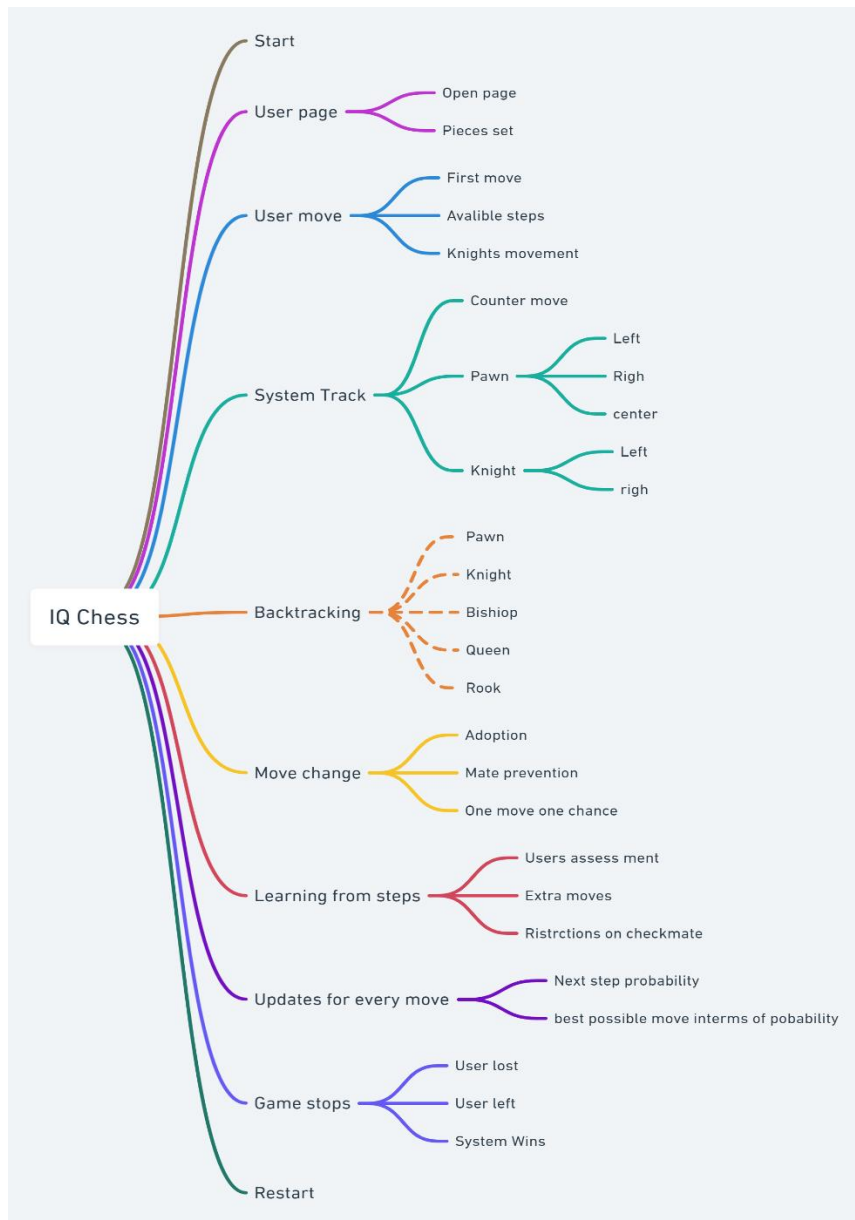 Start
User page
Open page
Pieces set
User move
First move
Avalible steps
Knights movement
System Track
Counter move
Pawn
Left
Righ
center
Knight
Left
righ
IQ Chess
Backtracking
Pawn
Knight
Bishiop
Queen
Rook
Move change
Adoption
Mate prevention
One move one chance
Learning from steps
Users assess ment
Extra moves
Ristrctions on checkmate
Updates for every move
Next step probability
best possible move interms of pobability
Game stops
User lost
User left
System Wins
Restart